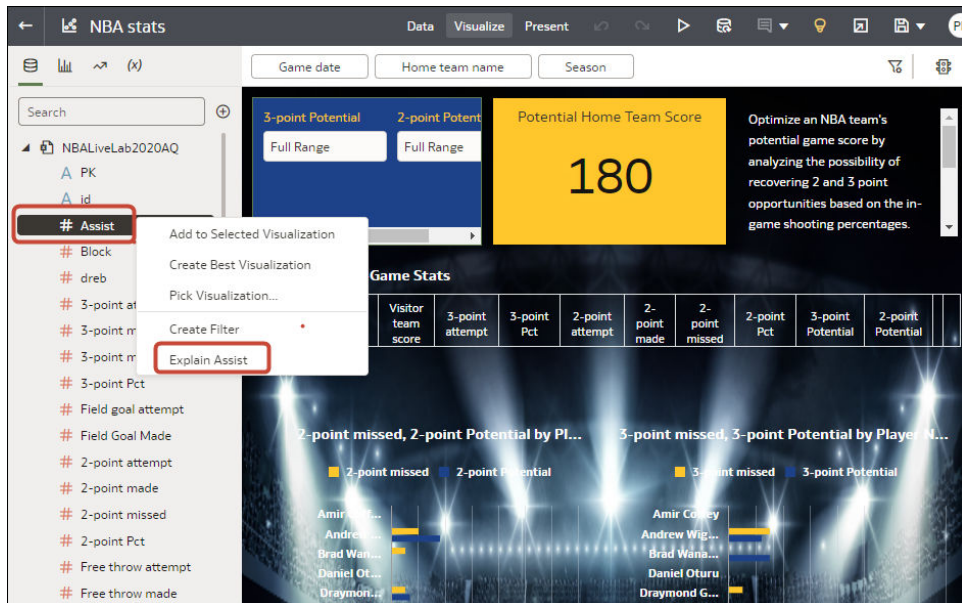 NBA stats
Data Visualize Present
(x)
Game date Home team name Season
Search
NBALiveLab2020AQ
A PK
A id
# Assist
# Block
# dreb
# 3-point at
# 3-point m
# 3-point m
# 3-point Pct
# Field goal attempt
# Field Goal Made
# 2-point attempt
# 2-point made
# 2-point missed
# 2-point Pct
# Free throw attempt
# Free throw made
Add to Selected Visualization
Create Best Visualization
Pick Visualization...
Create Filter
Explain Assist
3-point Potential 2-point Potent
Full Range Full Range
Potential Home Team Score
180
Optimize an NBA team's
potential game score by
analyzing the possibility of
recovering 2 and 3 point
opportunities based on the in-
game shooting percentages.
Game Stats
Visitor
team
score
3-point
attempt
3-point
Pct
2-point
attempt
2-
point
made
2-
point
missed
2-point
Pct
3-point
Potential
2-point
Potential
2-point missed, 2-point Potential by Pl...
2-point missed 2-point Potential
Amir
Andre
Brad Wan...
Daniel Ot...
Draymon...
3-point missed, 3-point Potential by Player N...
3-point missed 3-point Potential
Amir Coffey
Andrew Wig...
Brad Wana...
Daniel Oturu
Draymond G...